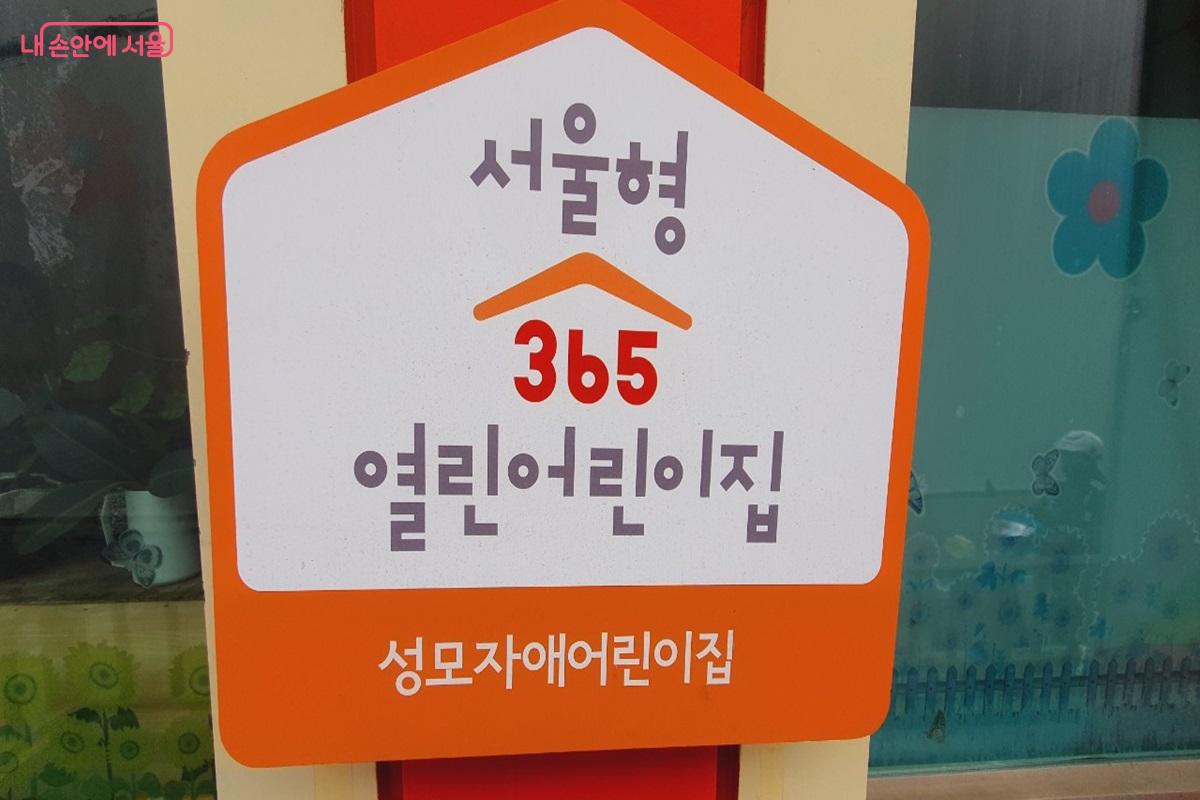 내 손안에 서울
서울형
365
열린어린이집
성모자애어린이집